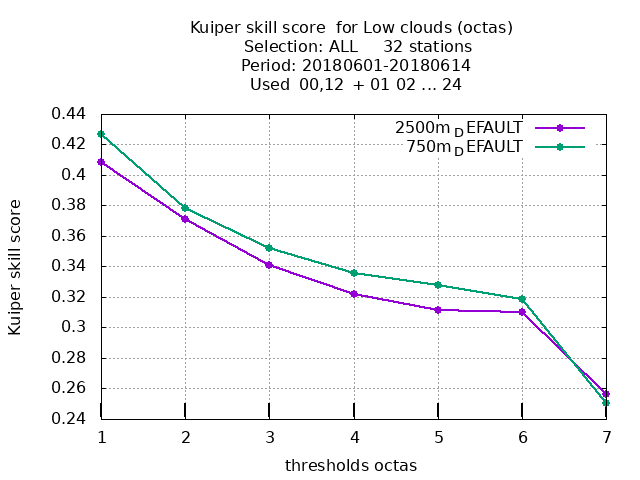 Kuiper skill score  for Low clouds (octas)
Selection: ALL     32 stations
Period: 20180601-20180614
Used  00,12  + 01 02 ... 24
2500m_DEFAULT
750m_DEFAULT
0.44
0.42
0.4
0.38
0.36
0.34
0.32
0.3
0.28
0.26
0.24
Kuiper skill score
1 2 3 4 5 6 7
thresholds octas